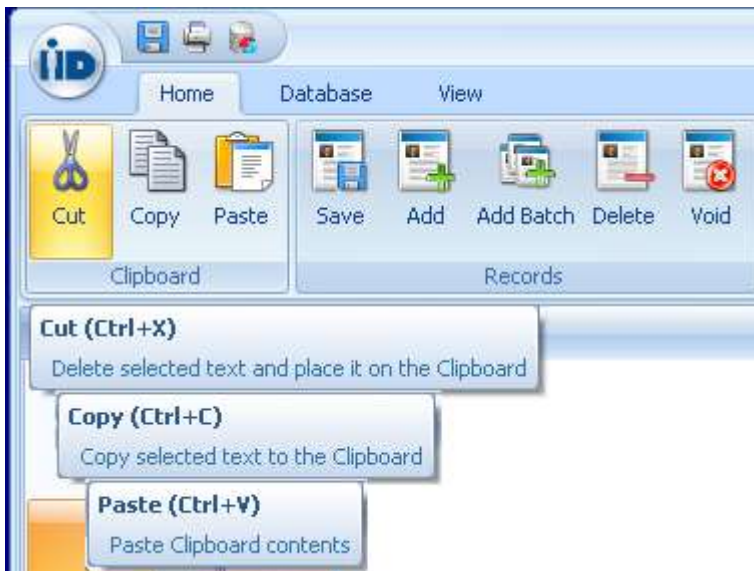 iiD
Home Database View
Cut Copy Paste Save Add Add Batch Delete Void
Clipboard Records
Cut (Ctrl+X)
Delete selected text and place it on the Clipboard
Copy (Ctrl+C)
Copy selected text to the Clipboard
Paste (Ctrl+V)
Paste Clipboard contents